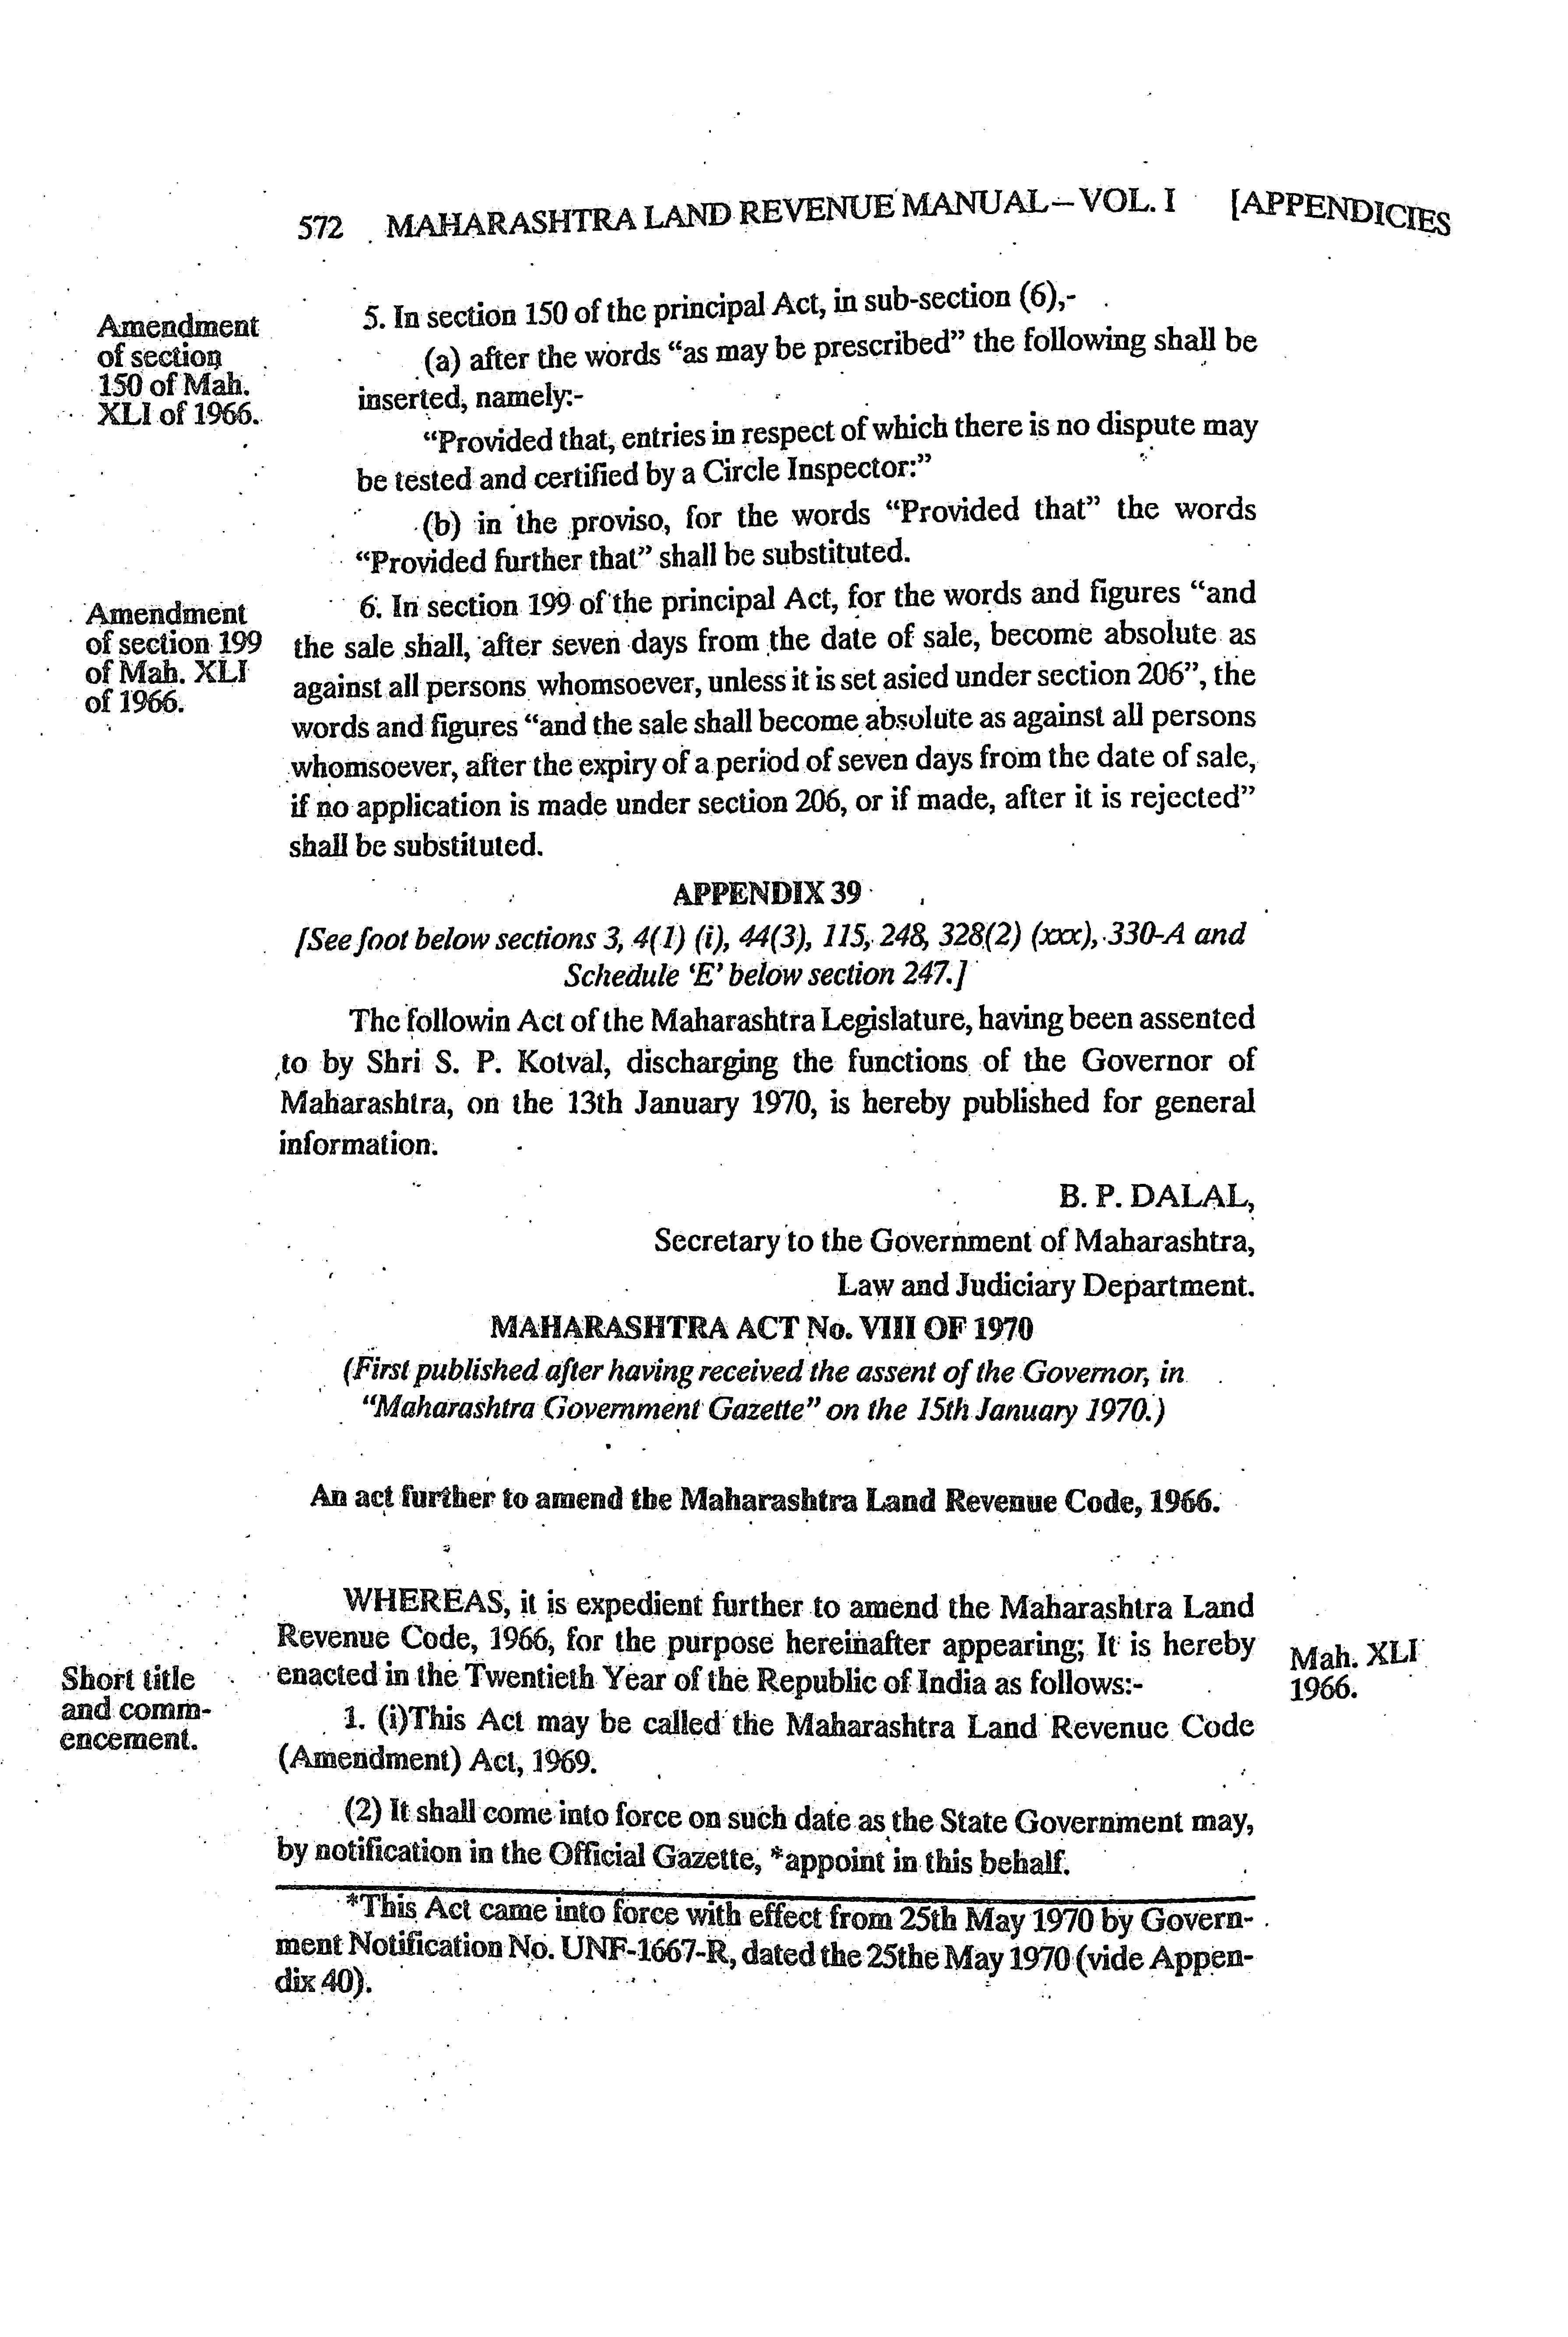 572 MAHARASHTRA LAND REVENUE MANUAL – VOL. I [APPENDICIES
Amendment
of section
150 of Mah.
XLI of 1966.
5. In section 150 of the principal Act, in sub-section (6),-
(a) after the words “as may be prescribed” the following shall be
inserted, namely:-
“Provided that, entries in respect of which there is no dispute may
be tested and certified by a Circle Inspector:”
(b) in the proviso, for the words “Provided that” the words
“Provided further that” shall be substituted.
Amendment
of section 199
of Mah. XLI
of 1966.
6. In section 199 of the principal Act, for the words and figures “and
the sale shall, after seven days from the date of sale, become absolute as
against all persons whomsoever, unless it is set asied under section 206”, the
words and figures “and the sale shall become absolute as against all persons
whomsoever, after the expiry of a period of seven days from the date of sale,
if no application is made under section 206, or if made, after it is rejected”
shall be substituted.
APPENDIX 39
[See foot below sections 3, 4(1) (i), 44(3), 115, 248, 328(2) (xxx), 330-A and
Schedule ‘E’ below section 247.]
The followin Act of the Maharashtra Legislature, having been assented
to by Shri S. P. Kotval, discharging the functions of the Governor of
Maharashtra, on the 13th January 1970, is hereby published for general
information.
B. P. DALAL,
Secretary to the Government of Maharashtra,
Law and Judiciary Department.
MAHARASHTRA ACT No. VIII OF 1970
(First published after having received the assent of the Governor, in
“Maharashtra Government Gazette” on the 15th January 1970.)
An act further to amend the Maharashtra Land Revenue Code, 1966.
WHEREAS, it is expedient further to amend the Maharashtra Land
Revenue Code, 1966, for the purpose hereinafter appearing; It is hereby
enacted in the Twentieth Year of the Republic of India as follows:-
Mah. XLI
1966.
Short title
and comm-
encement.
1. (i)This Act may be called the Maharashtra Land Revenue Code
(Amendment) Act, 1969.
(2) It shall come into force on such date as the State Government may,
by notification in the Official Gazette, *appoint in this behalf.
*This Act came into force with effect from 25th May 1970 by Govern-
ment Notification No. UNF-1667-R, dated the 25the May 1970 (vide Appen-
dix 40).